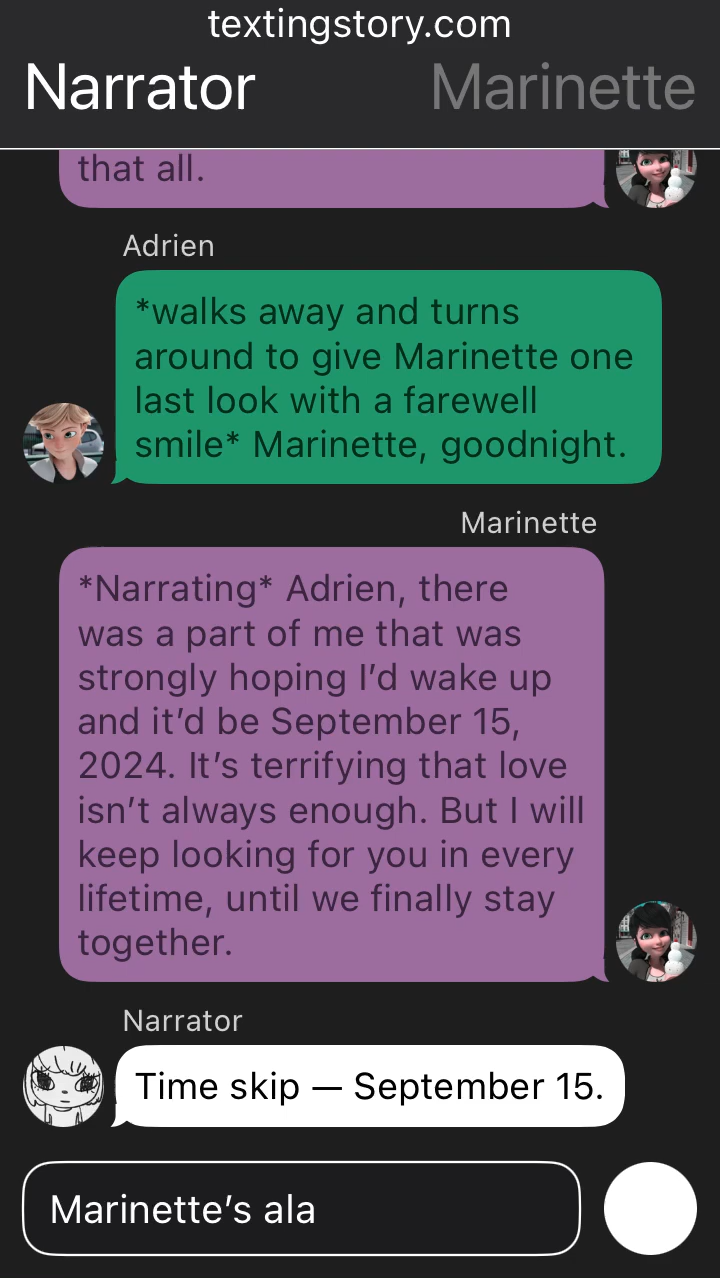 textingstory.com
Narrator Marinette
that all.
Adrien
*walks away and turns
around to give Marinette one
last look with a farewell
smile* Marinette, goodnight.
Marinette
*Narrating* Adrien, there
was a part of me that was
strongly hoping I’d wake up
and it’d be September 15,
2024. It’s terrifying that love
isn’t always enough. But I will
keep looking for you in every
lifetime, until we finally stay
together.
Narrator
Time skip — September 15.
Marinette’s ala